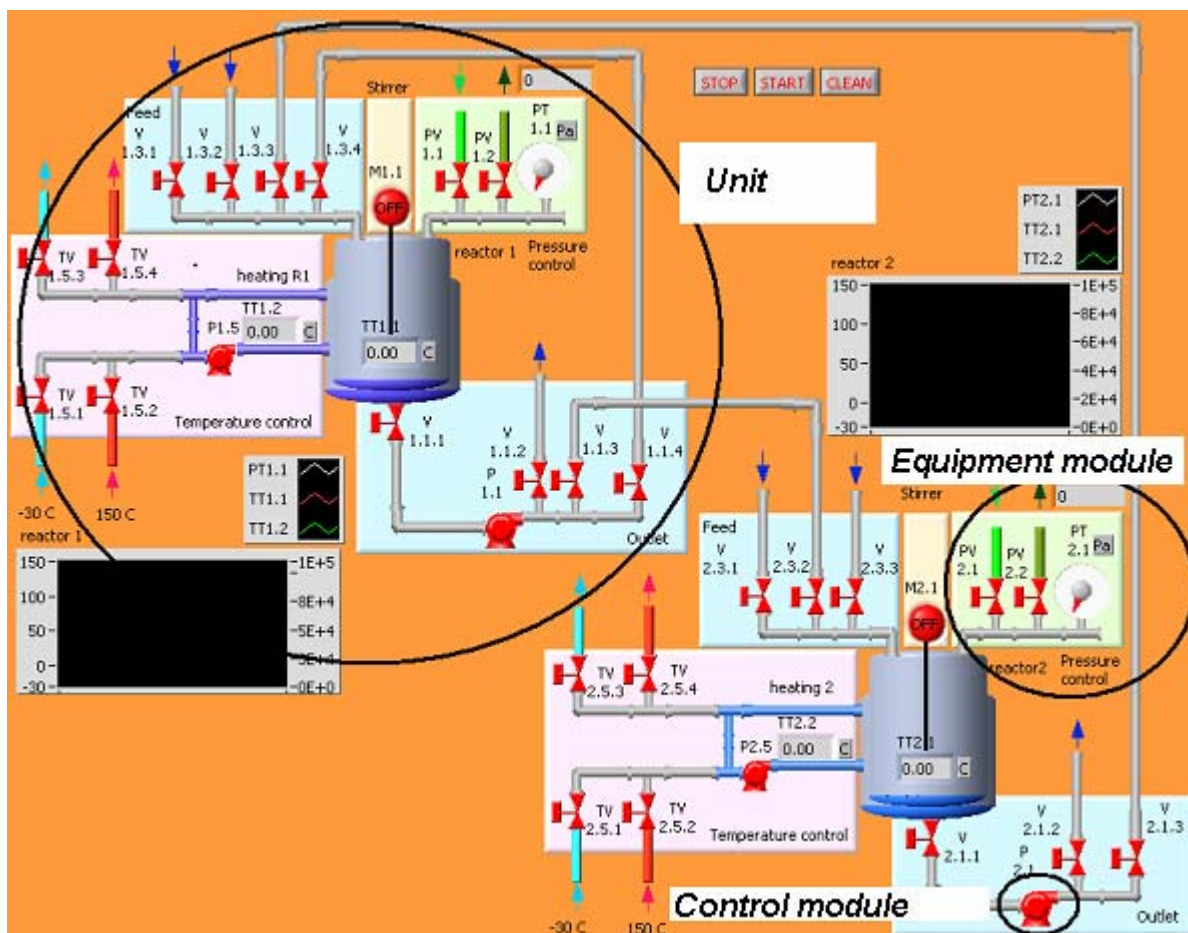 STOP START CLEAN
0
Stirrer
Feed
V
1.3.1
V
1.3.2
V
1.3.3
V
1.3.4
M1.1
OFF
PV
1.1
PV
1.2
PT
1.1 Pa
reactor 1
Pressure
control
Unit
TV
1.5.3
TV
1.5.4
heating R1
TT1.2
P1.5 0.00 C
TT1.1
0.00 C
TV
1.5.1
TV
1.5.2
Temperature control
-30 C
150 C
V
1.1.1
V
1.1.2
P
1.1
V
1.1.3
V
1.1.4
Outlet
PT1.1
TT1.1
TT1.2
reactor 1
150
100
50
0
-30
1E+5
8E+4
5E+4
0E+0
PT2.1
TT2.1
TT2.2
reactor 2
150
100
50
0
-30
1E+5
8E+4
6E+4
4E+4
2E+4
0E+0
Equipment module
Stirrer
0
Feed
V
2.3.1
V
2.3.2
V
2.3.3
M2.1
OFF
PV
2.1
PV
2.2
PT
2.1 Pa
reactor2
Pressure
control
TV
2.5.3
TV
2.5.4
heating 2
TT2.2
P2.5 0.00 C
TT2.1
0.00 C
TV
2.5.1
TV
2.5.2
Temperature control
-30 C
150 C
V
2.1.1
V
2.1.2
P
2.1
V
2.1.3
Outlet
Control module